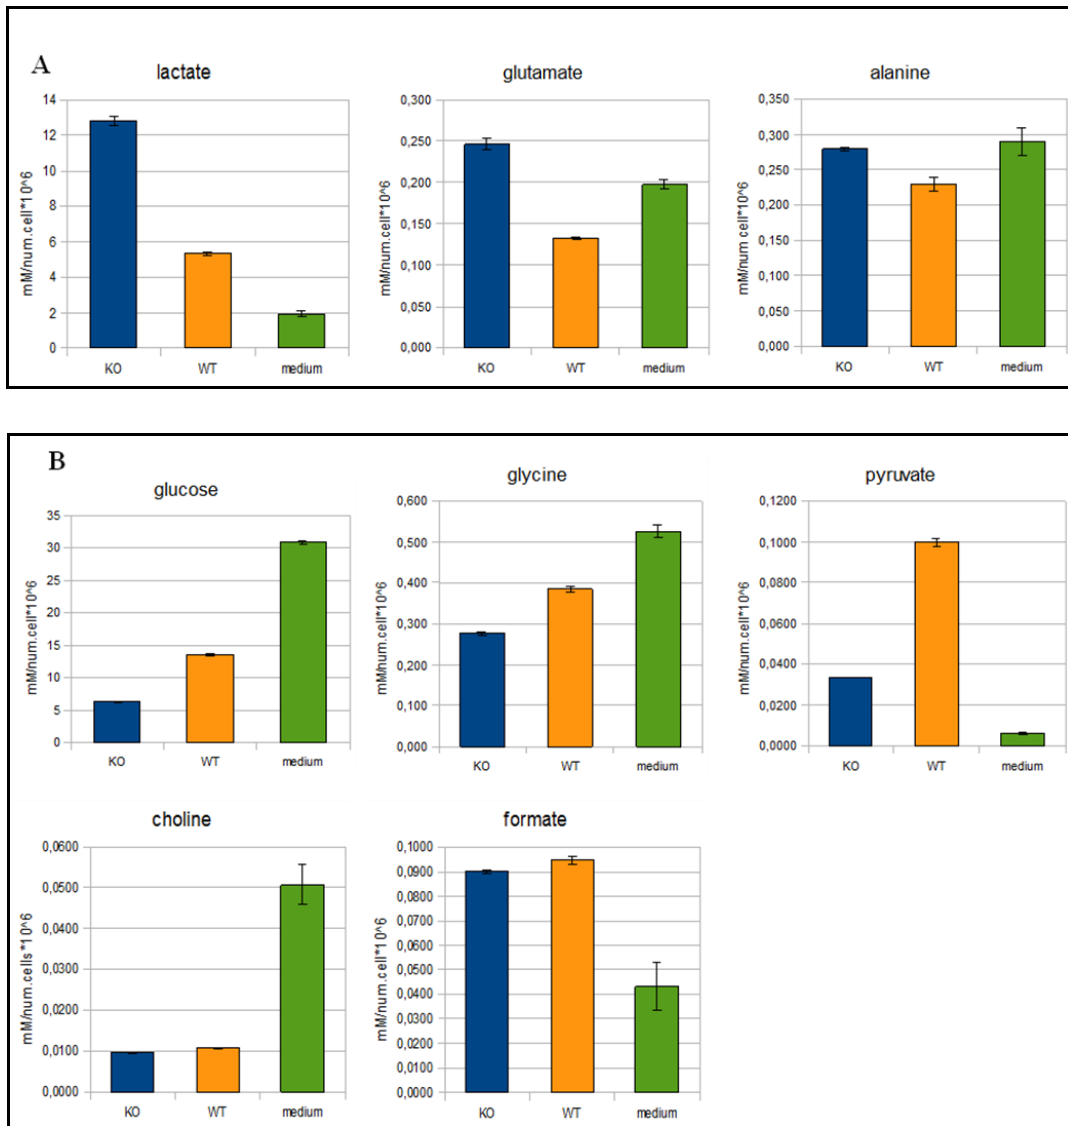 A
lactate
mM/num.cell*10^6
14
12
10
8
6
4
2
0
KO WT medium
glutamate
mM/num.cell*10^6
0,300
0,250
0,200
0,150
0,100
0,050
0,000
KO WT medium
alanine
mM/num cell*10^6
0,350
0,300
0,250
0,200
0,150
0,100
0,050
0,000
KO WT medium
B
glucose
mM/num.cell*10^6
35
30
25
20
15
10
5
0
KO WT medium
glycine
mM/num.cell*10^6
0,600
0,500
0,400
0,300
0,200
0,100
0,000
KO WT medium
pyruvate
mM/num.cell*10^6
0,1200
0,1000
0,0800
0,0600
0,0400
0,0200
0,0000
KO WT medium
choline
mM/num.cells*10^6
0,0600
0,0500
0,0400
0,0300
0,0200
0,0100
0,0000
KO WT medium
formate
mM/num.cell*10^6
0,1000
0,0900
0,0800
0,0700
0,0600
0,0500
0,0400
0,0300
0,0200
0,0100
0,0000
KO WT medium